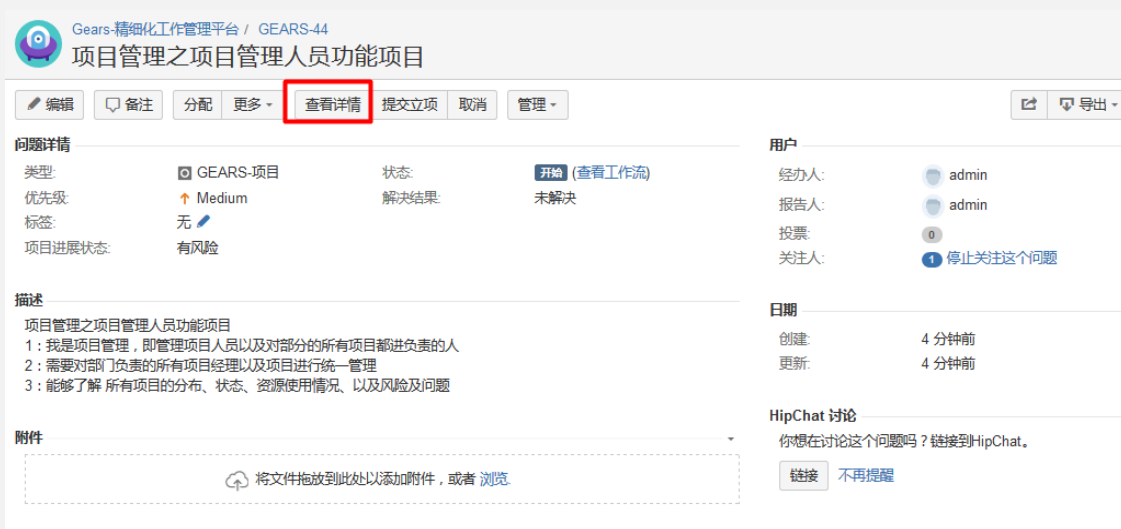 Gears-精细化工作管理平台 / GEARS-44
项目管理之项目管理人员功能项目
编辑 备注 分配 更多 查看详情 提交立项 取消 管理 导出
问题详情
类型: GEARS-项目 状态: 开始 (查看工作流)
优先级: Medium 解决结果: 未解决
标签: 无
项目进展状态: 有风险
描述
项目管理之项目管理人员功能项目
1：我是项目管理，即管理项目人员以及对部分的所有项目都进负责的人
2：需要对部门负责的所有项目经理以及项目进行统一管理
3：能够了解 所有项目的分布、状态、资源使用情况、以及风险及问题
附件
将文件拖放到此处以添加附件，或者 浏览.
用户
经办人: admin
报告人: admin
投票: 0
关注人: 1 停止关注这个问题
日期
创建: 4 分钟前
更新: 4 分钟前
HipChat 讨论
你想在讨论这个问题吗？链接到HipChat。
链接 不再提醒